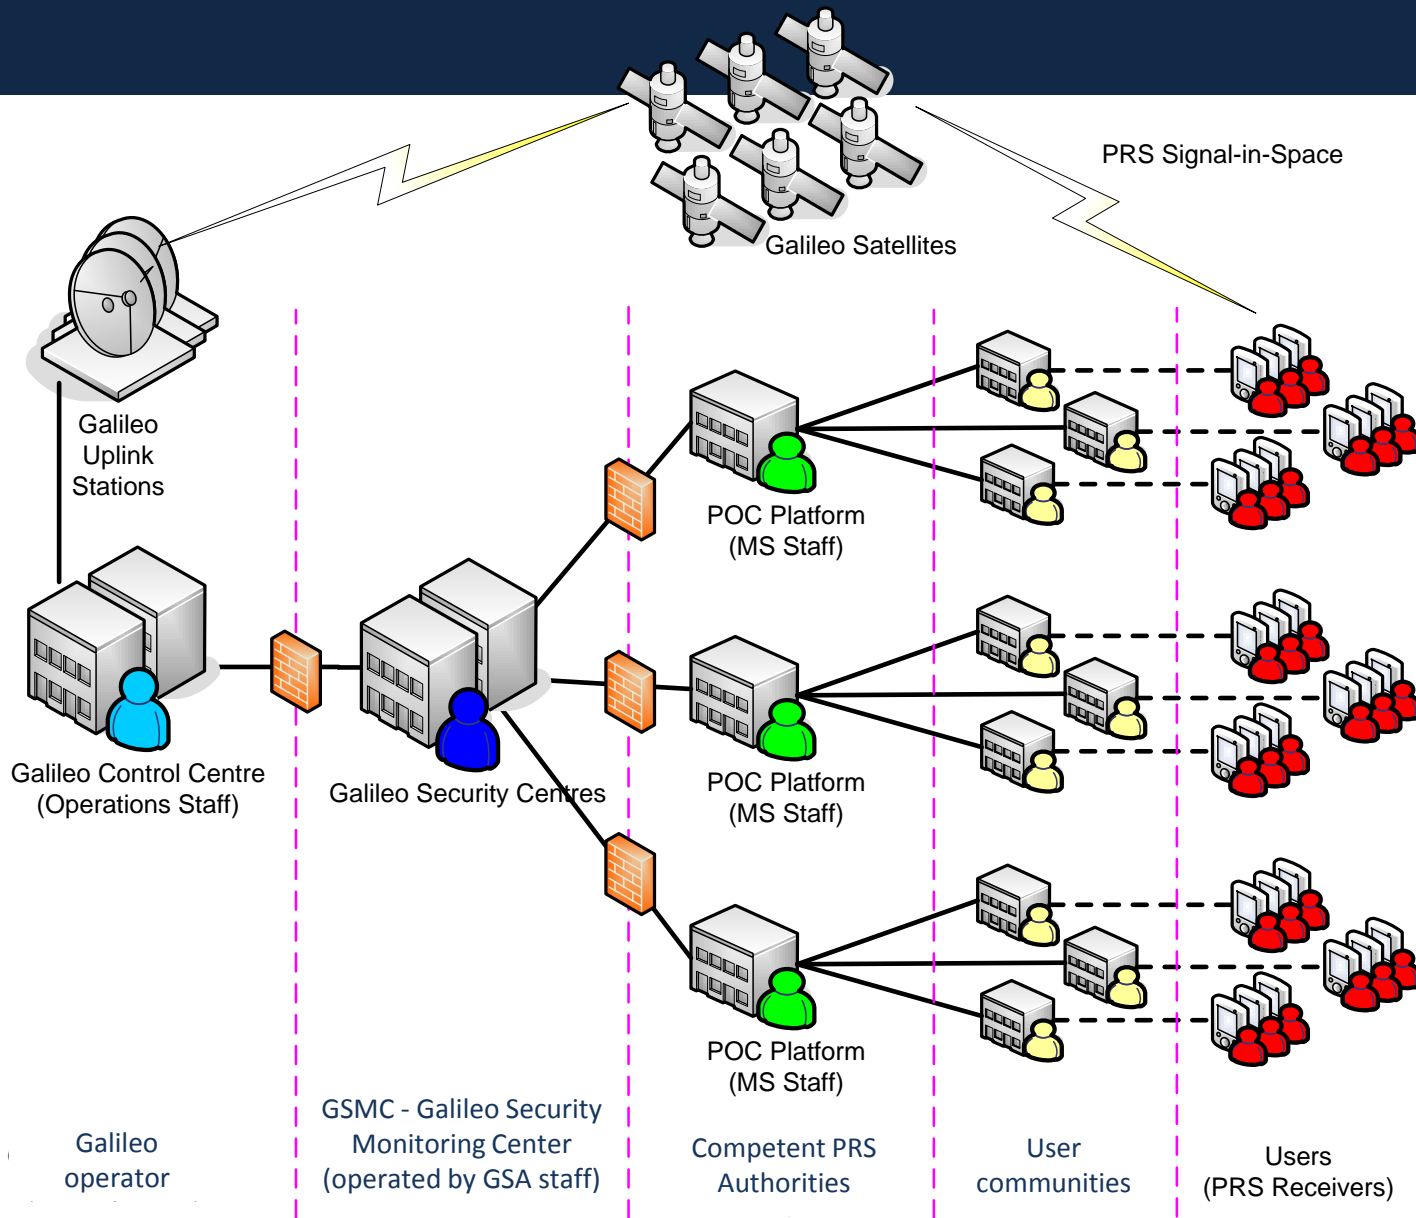 PRS Signal-in-Space
Galileo Satellites
Galileo
Uplink
Stations
POC Platform
(MS Staff)
Galileo Control Centre
(Operations Staff)
Galileo Security Centres
POC Platform
(MS Staff)
POC Platform
(MS Staff)
Galileo
operator
GSMC - Galileo Security
Monitoring Center
(operated by GSA staff)
Competent PRS
Authorities
User
communities
Users
(PRS Receivers)